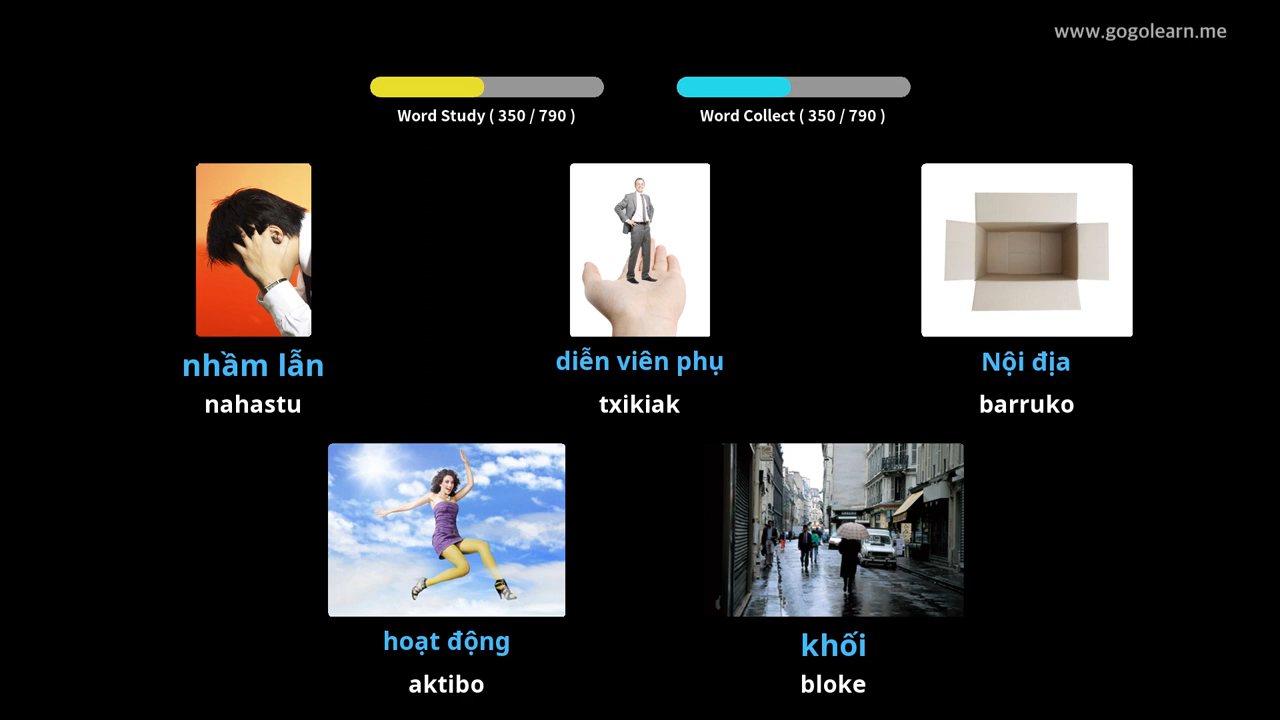 www.gogolearn.me
Word Study ( 350 / 790 )
Word Collect ( 350 / 790 )
nhầm lẫn
nahastu
diễn viên phụ
txikiak
Nội địa
barruko
hoạt động
aktibo
khối
bloke